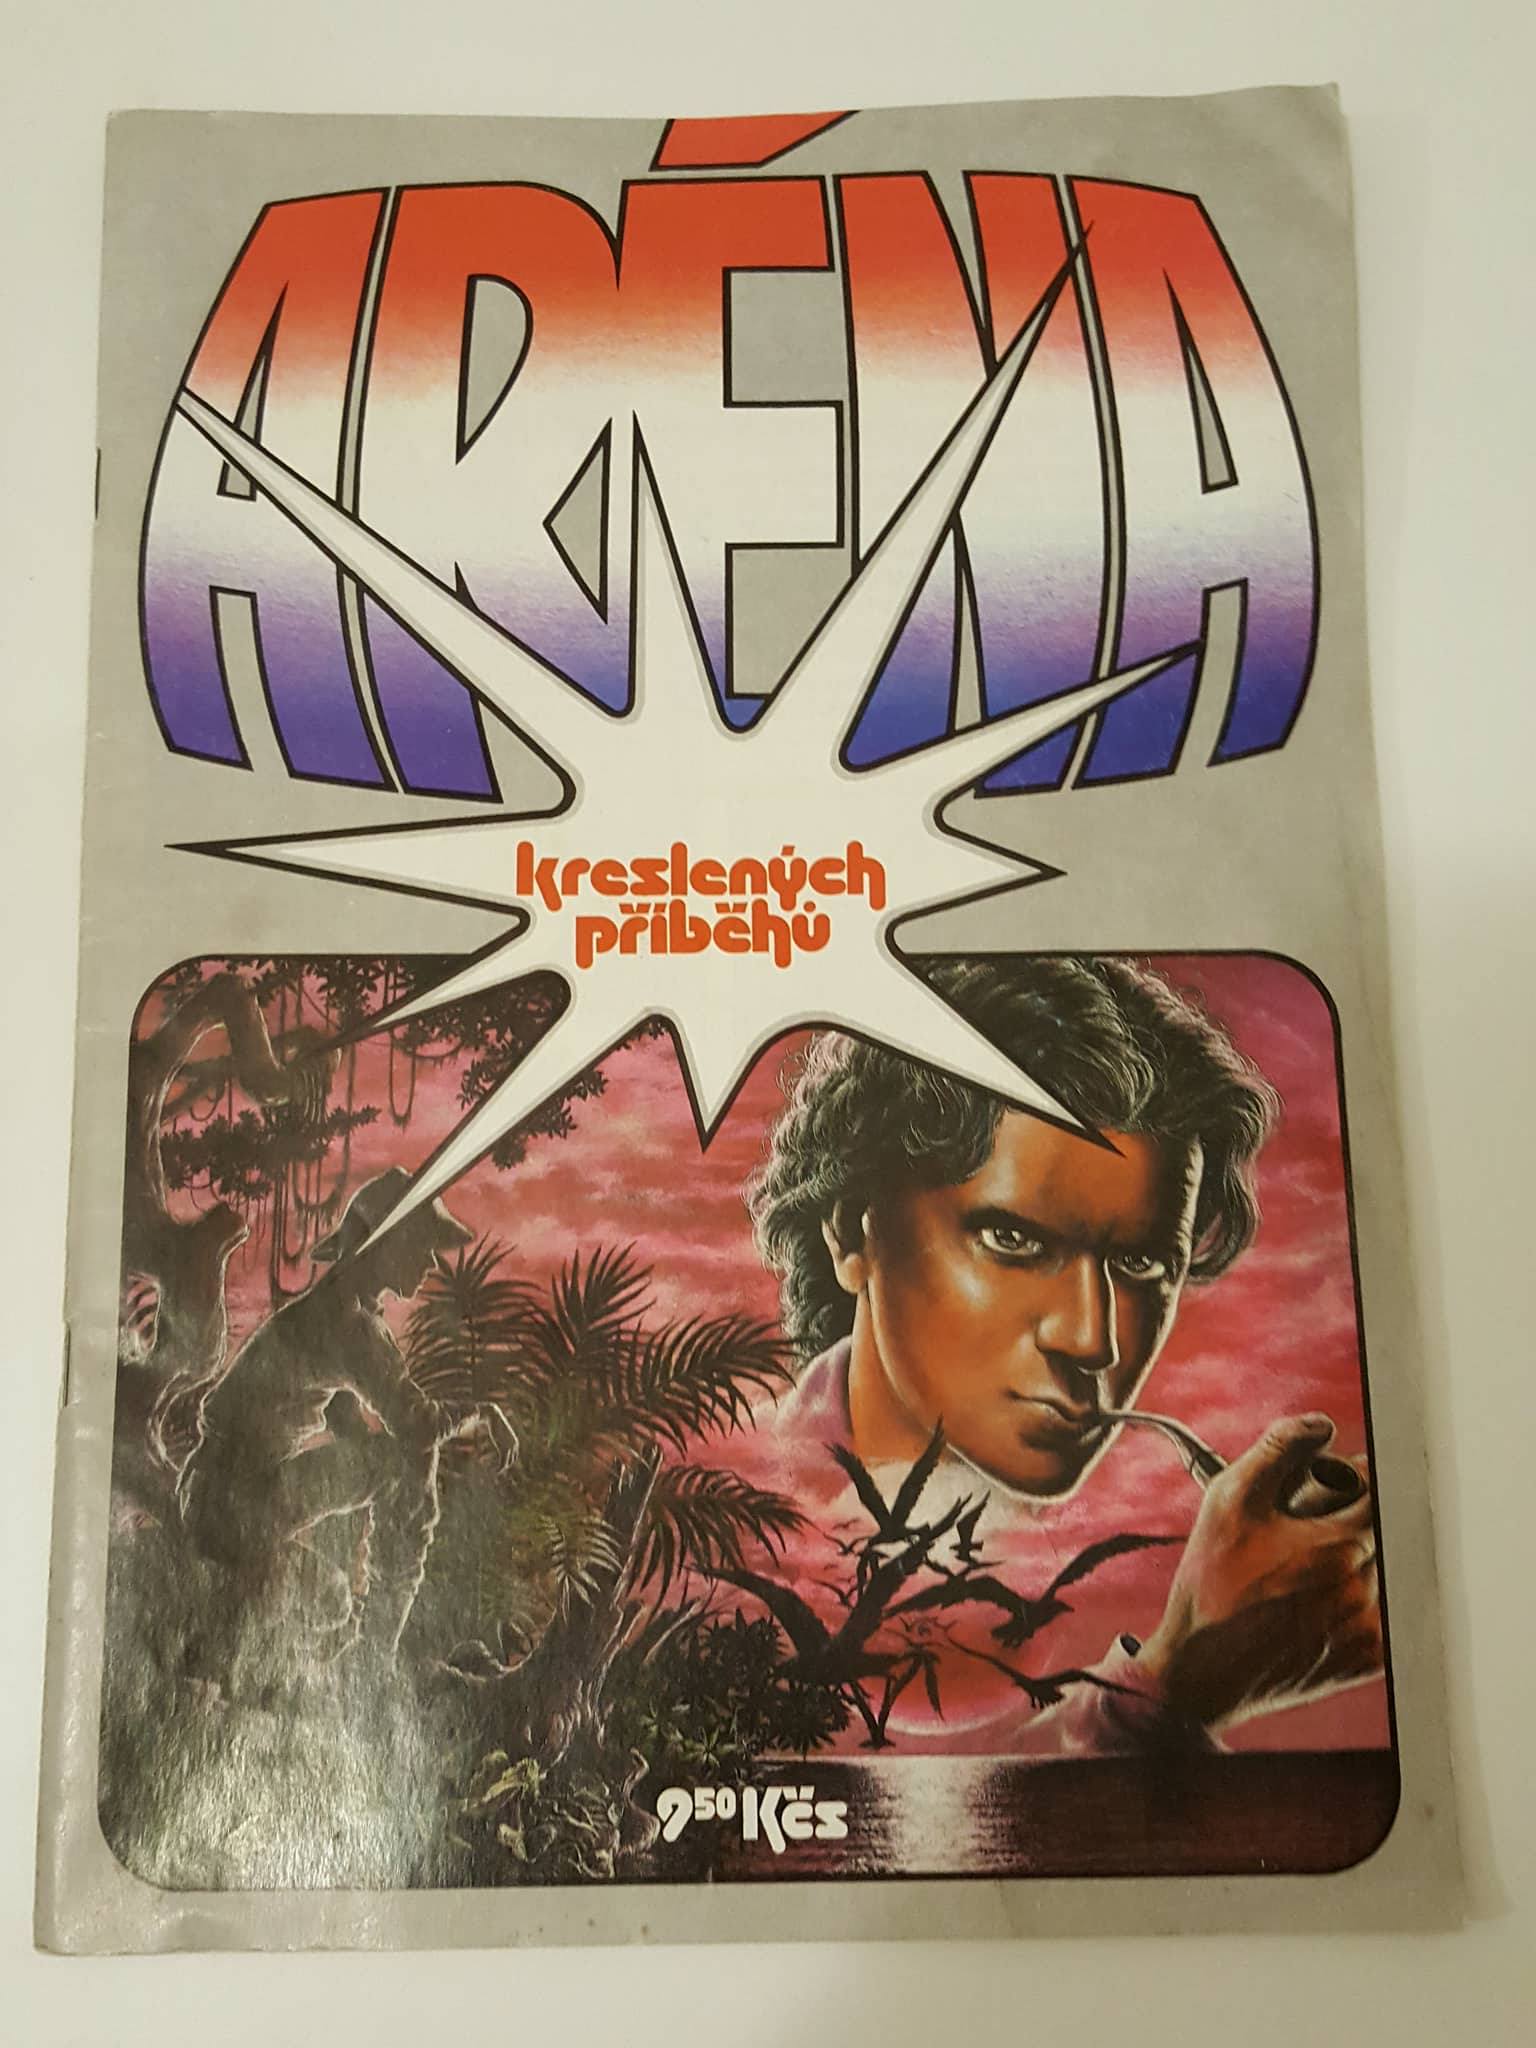 ARÉNA
kreslených
příběhů
950 Kčs